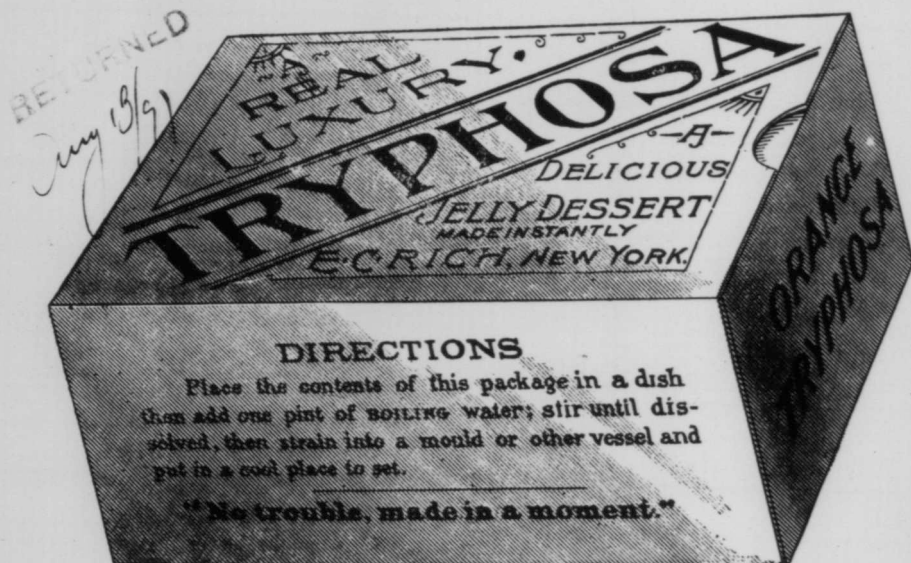 RETURNED
~A~
REAL
LUXURY.
TRYPHOSA
-A-
DELICIOUS
JELLY DESSERT
MADE INSTANTLY
E.C. RICH, NEW YORK.
ORANGE
TRYPHOSA
DIRECTIONS
Place the contents of this package in a dish
then add one pint of BOILING water; stir until dis-
solved, then strain into a mould or other vessel and
put in a cool place to set.
"No trouble, made in a moment."